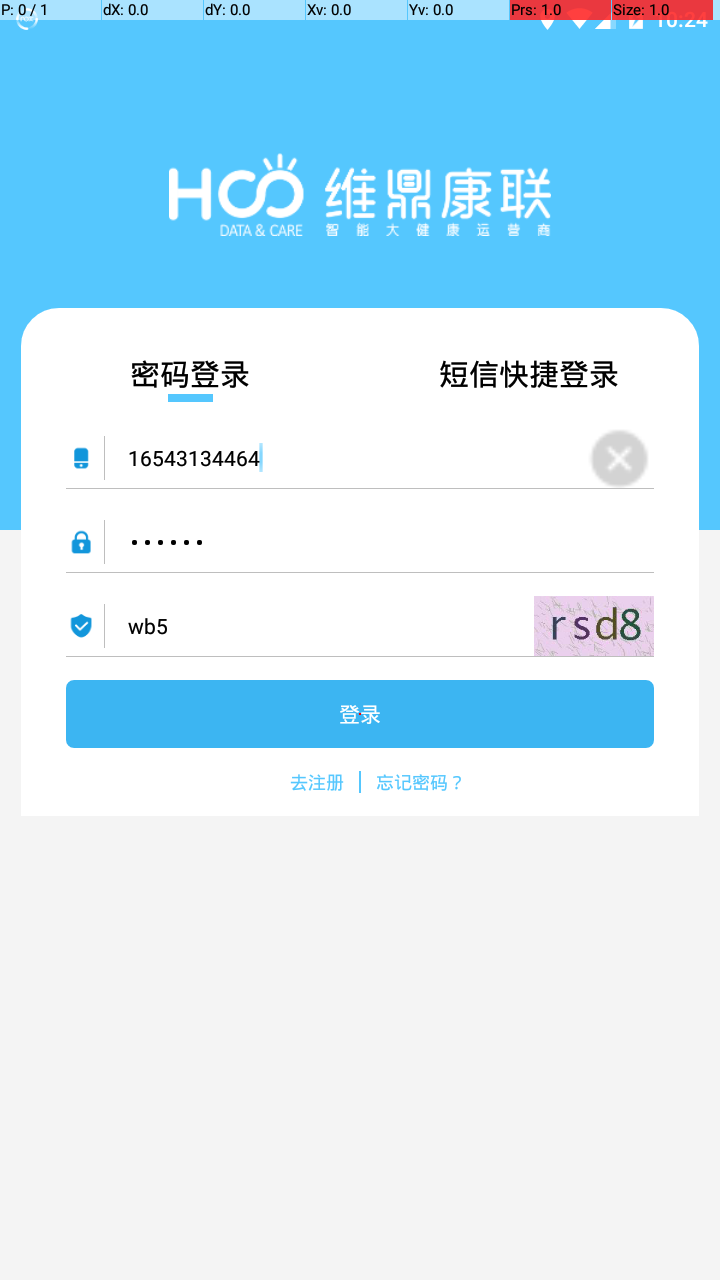 P: 0 / 1 dX: 0.0 dY: 0.0 Xv: 0.0 Yv: 0.0 Prs: 1.0 Size: 1.0
10:24
HCO 维鼎康联
DATA & CARE 智能大健康运营商
密码登录 短信快捷登录
16543134464
••••••
wb5 rsd8
登录
去注册 忘记密码？